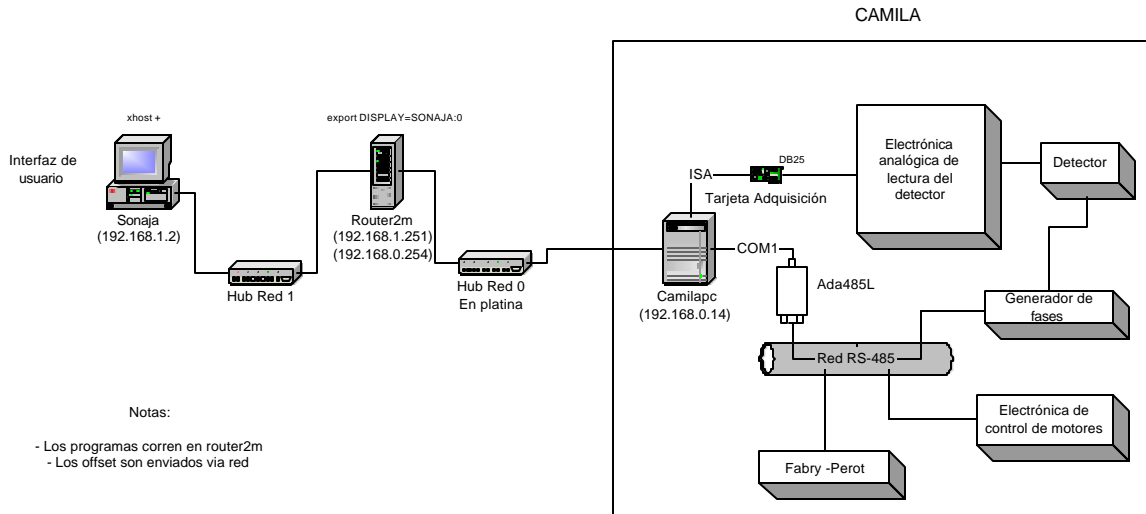 CAMILA
xhost +
export DISPLAY=SONAJA:0
Interfaz de
usuario
Sonaja
(192.168.1.2)
Hub Red 1
Router2m
(192.168.1.251)
(192.168.0.254)
Hub Red 0
En platina
ISA
DB25
Tarjeta Adquisición
Electrónica
analógica de
lectura del
detector
Detector
COM1
Camilapc
(192.168.0.14)
Ada485L
Generador de
fases
Red RS-485
Electrónica de
control de motores
Fabry -Perot
Notas:
- Los programas corren en router2m
- Los offset son enviados via red